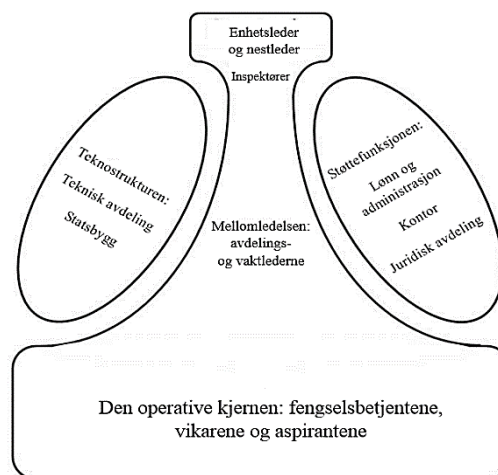 Enhetsleder
og nestleder
Inspektører
Teknostrukturen:
Teknisk avdeling
Statsbygg
Mellomledelsen:
avdelings-
og vaktlederne
Støttefunksjonen:
Lønn og
administrasjon
Kontor
Juridisk avdeling
Den operative kjernen: fengselsbetjentene,
vikarene og aspirantene